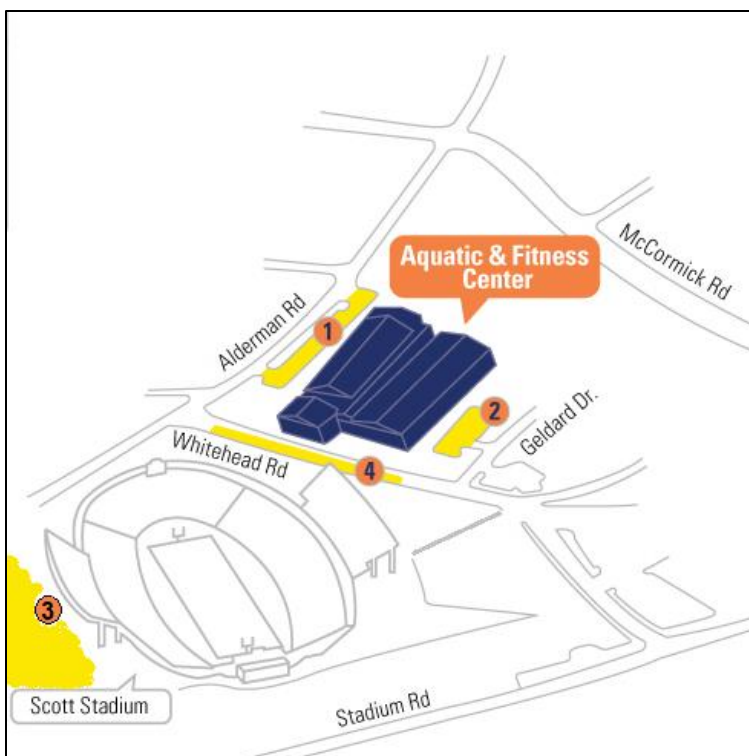 McCormick Rd
Aquatic & Fitness
Center
Alderman Rd
1
2
Geldard Dr.
Whitehead Rd
4
3
Scott Stadium
Stadium Rd